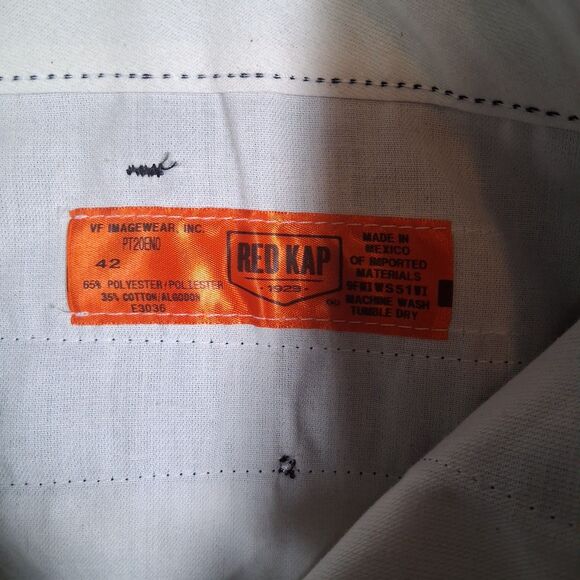 VF IMAGEWEAR, INC.
PT20ENO
42
65% POLYESTER/POLIESTER
35% COTTON/ALGODON
E3036
RED KAP
· 1923 ·
MADE IN
MEXICO
OF IMPORTED
MATERIALS
MACHINE WASH
TUMBLE DRY